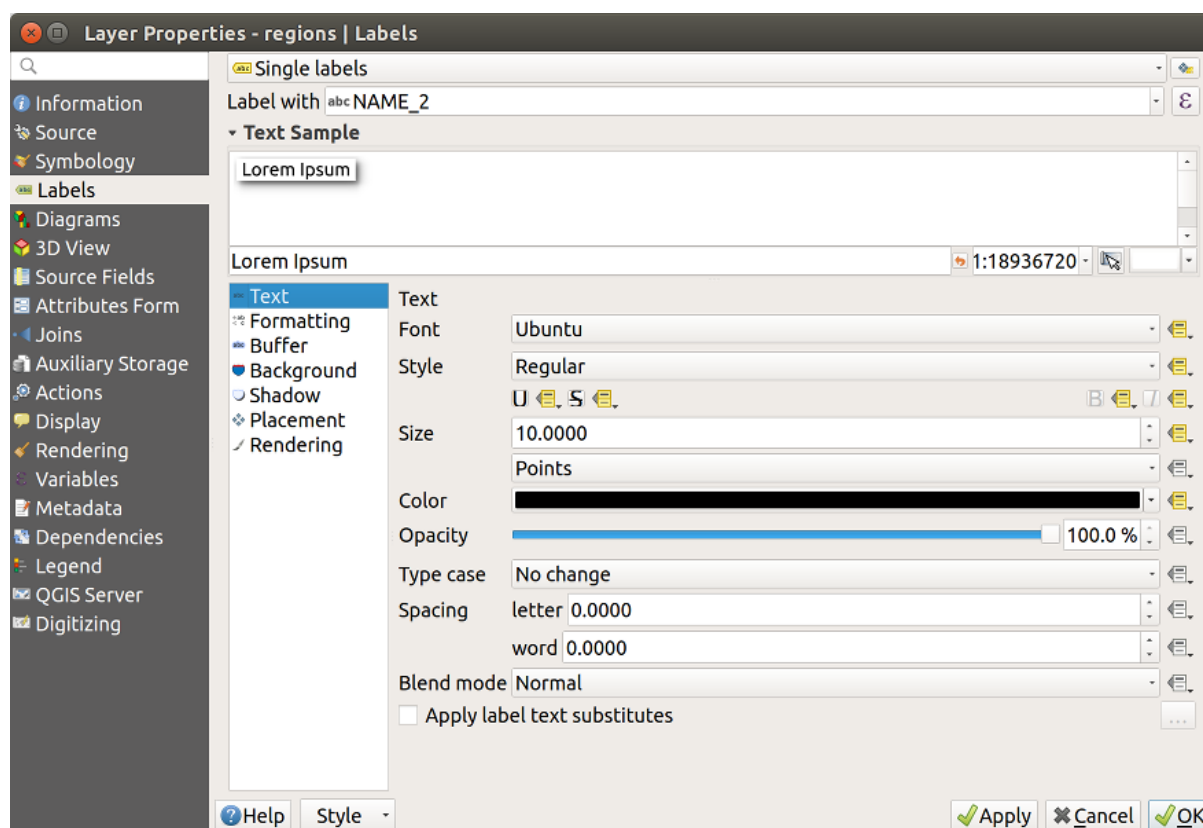 Layer Properties - regions | Labels
Information
Source
Symbology
Labels
Diagrams
3D View
Source Fields
Attributes Form
Joins
Auxiliary Storage
Actions
Display
Rendering
Variables
Metadata
Dependencies
Legend
QGIS Server
Digitizing
abc Single labels
Label with abc NAME_2 ε
Text Sample
Lorem Ipsum
Lorem Ipsum 1:18936720
Text
Formatting
Buffer
Background
Shadow
Placement
Rendering
Text
Font Ubuntu
Style Regular
U S B I
Size 10.0000
Points
Color
Opacity 100.0 %
Type case No change
Spacing letter 0.0000
word 0.0000
Blend mode Normal
Apply label text substitutes ...
Help Style Apply Cancel OK